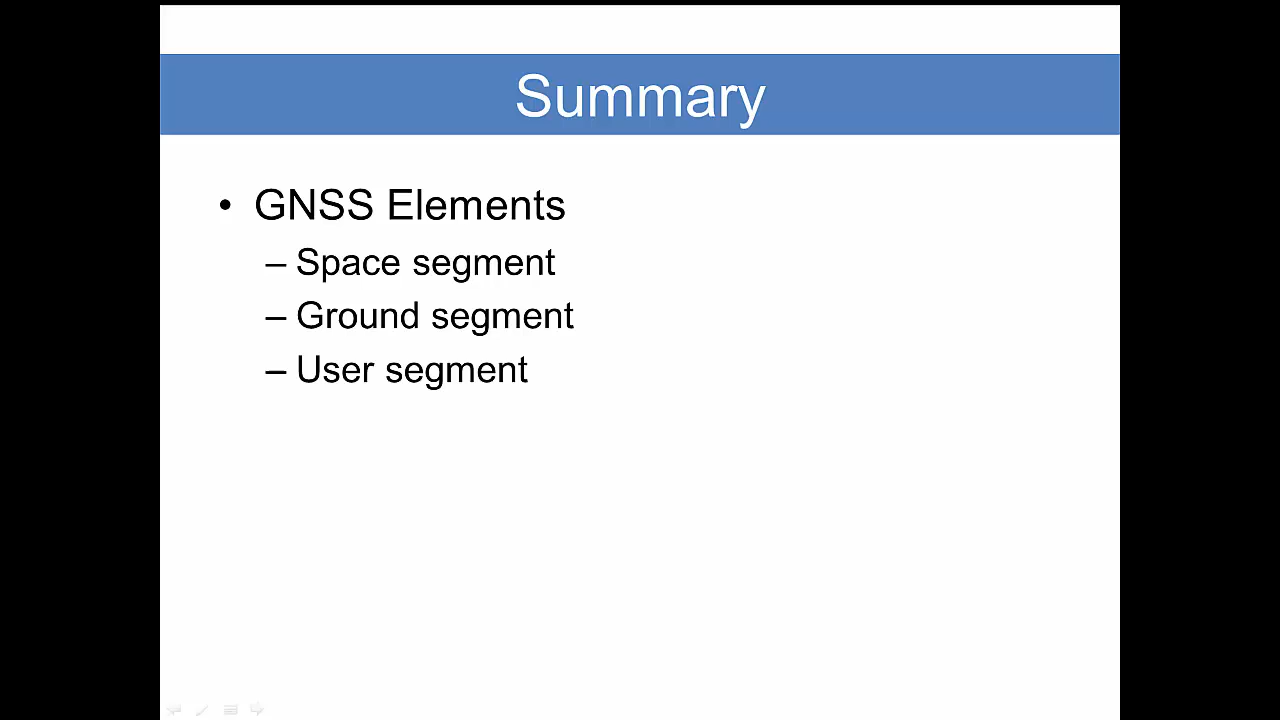 Summary
• GNSS Elements
– Space segment
– Ground segment
– User segment